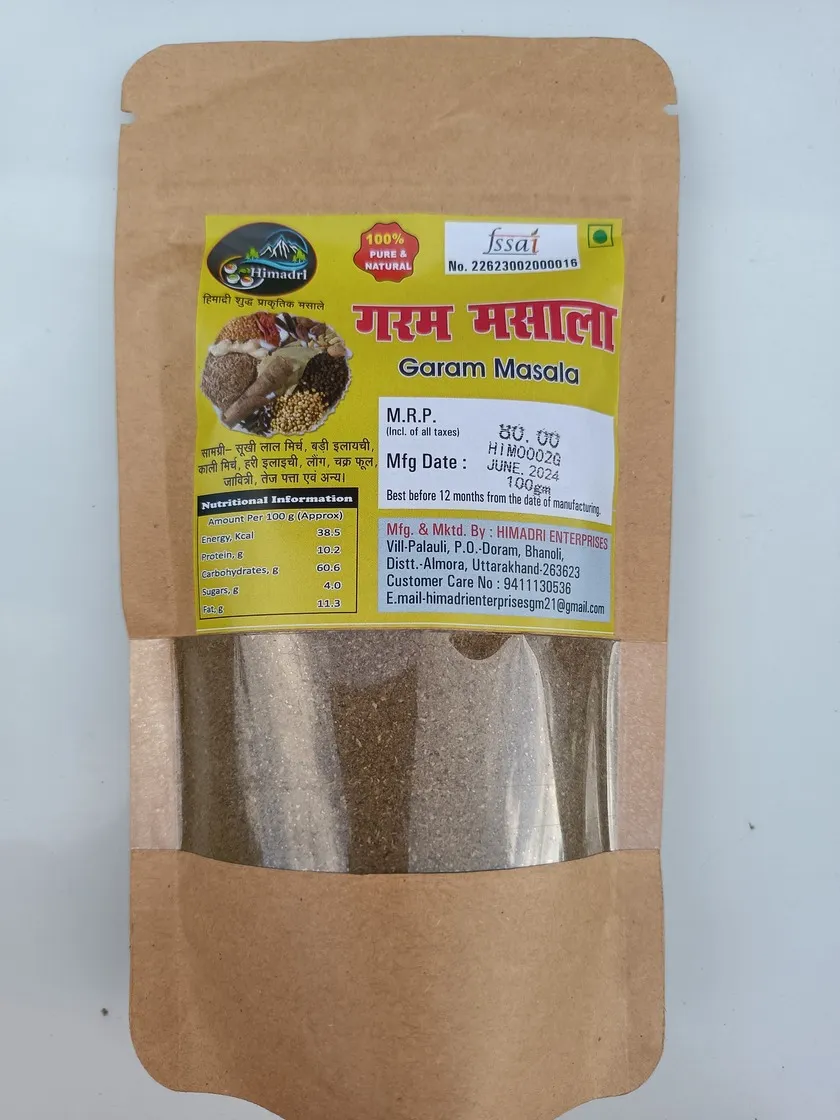 Himadri
हिमाद्री शुद्ध प्राकृतिक मसाले
100%
PURE &
NATURAL
fssai
No. 22623002000016
गरम मसाला
Garam Masala
सामग्री– सूखी लाल मिर्च, बडी इलायची,
काली मिर्च, हरी इलाइची, लौंग, चक्र फूल,
जावित्री, तेज पत्ता एवं अन्य।
Nutritional Information
Amount Per 100 g (Approx)
Energy, Kcal 38.5
Protein, g 10.2
Carbohydrates, g 60.6
Sugars, g 4.0
Fat, g 11.3
M.R.P. 80.00
(Incl. of all taxes) HIM0002G
Mfg Date : JUNE. 2024
100gm
Best before 12 months from the date of manufacturing.
Mfg. & Mktd. By : HIMADRI ENTERPRISES
Vill-Palauli, P.O.-Doram, Bhanoli,
Distt.-Almora, Uttarakhand-263623
Customer Care No : 9411130536
E.mail-himadrienterprisesgm21@gmail.com